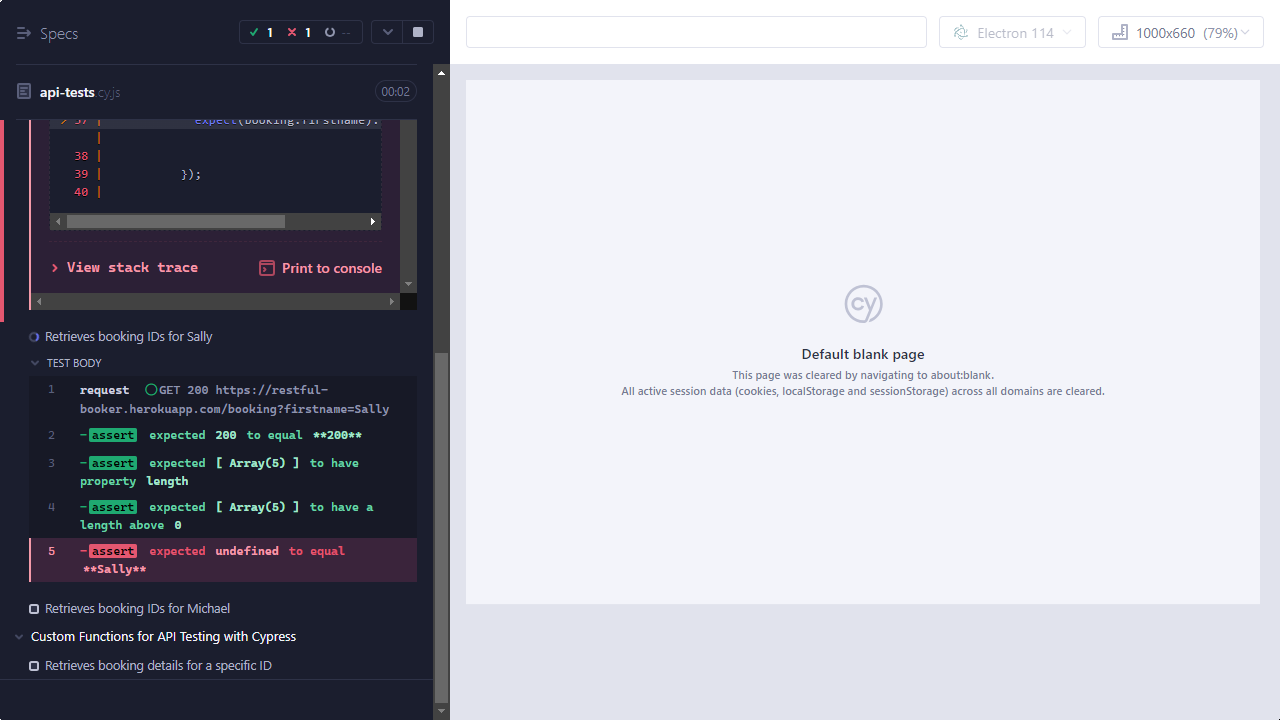 Specs
1 1 --
api-tests cy.js 00:02
37 | expect(booking.firstname).
|
38 |
39 | });
40 |
View stack trace Print to console
Retrieves booking IDs for Sally
TEST BODY
1 request GET 200 https://restful-
booker.herokuapp.com/booking?firstname=Sally
2 -assert expected 200 to equal **200**
3 -assert expected [ Array(5) ] to have
property length
4 -assert expected [ Array(5) ] to have a
length above 0
5 -assert expected undefined to equal
**Sally**
Retrieves booking IDs for Michael
Custom Functions for API Testing with Cypress
Retrieves booking details for a specific ID
Electron 114
1000x660 (79%)
cy
Default blank page
This page was cleared by navigating to about:blank.
All active session data (cookies, localStorage and sessionStorage) across all domains are cleared.